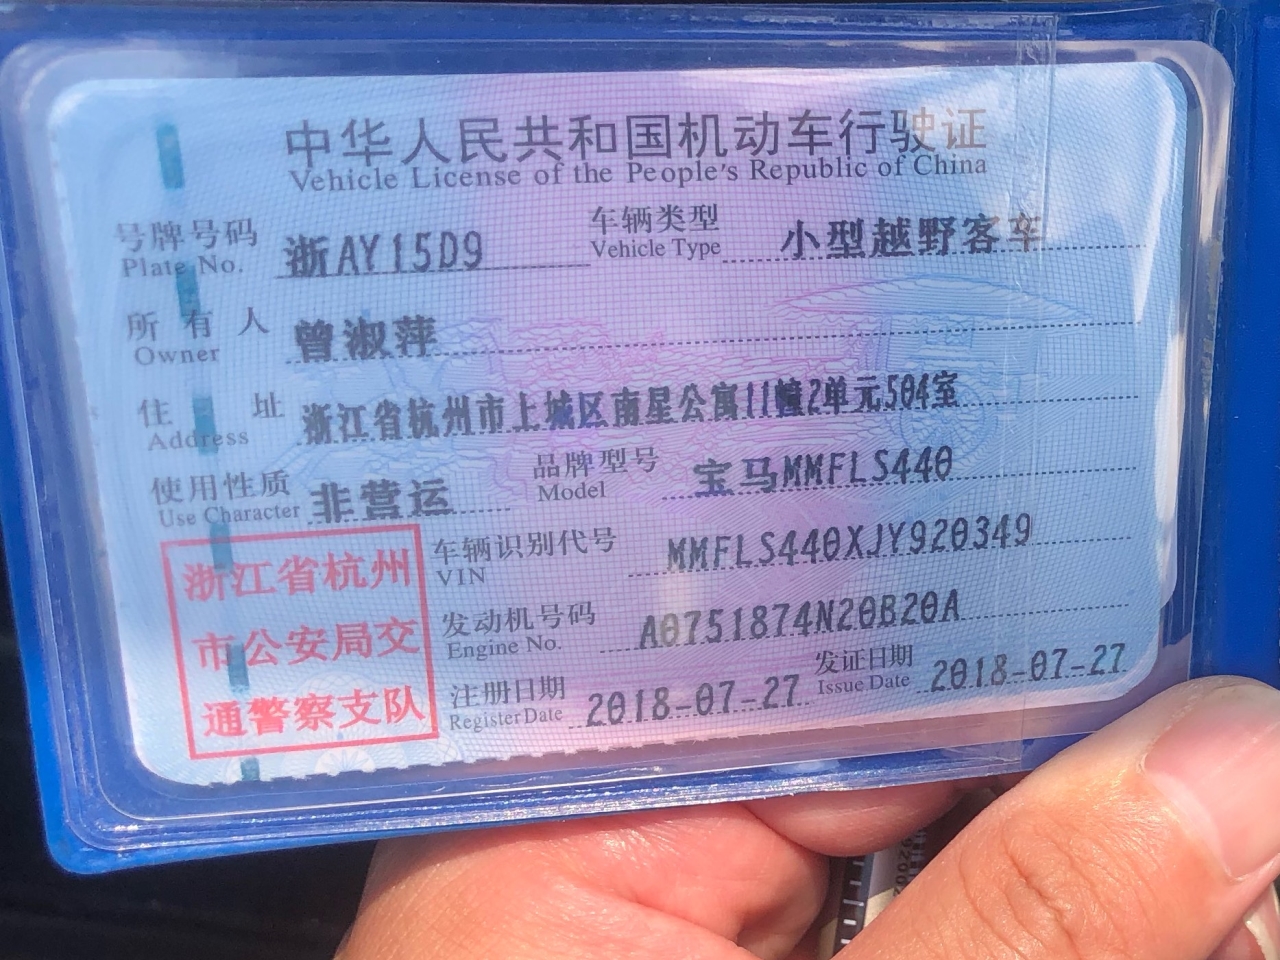 中华人民共和国机动车行驶证
Vehicle License of the People's Republic of China
号牌号码 浙AY15D9 车辆类型 小型越野客车
Plate No. Vehicle Type
所有人 曾淑萍
Owner
住址 浙江省杭州市上城区南星公寓11幢2单元504室
Address
使用性质 非营运 品牌型号 宝马MMFLS440
Use Character Model
浙江省杭州
市公安局交
通警察支队
车辆识别代号 MMFLS440XJY920349
VIN
发动机号码 A0751874N20B20A
Engine No.
注册日期 2018-07-27 发证日期 2018-07-27
Register Date Issue Date